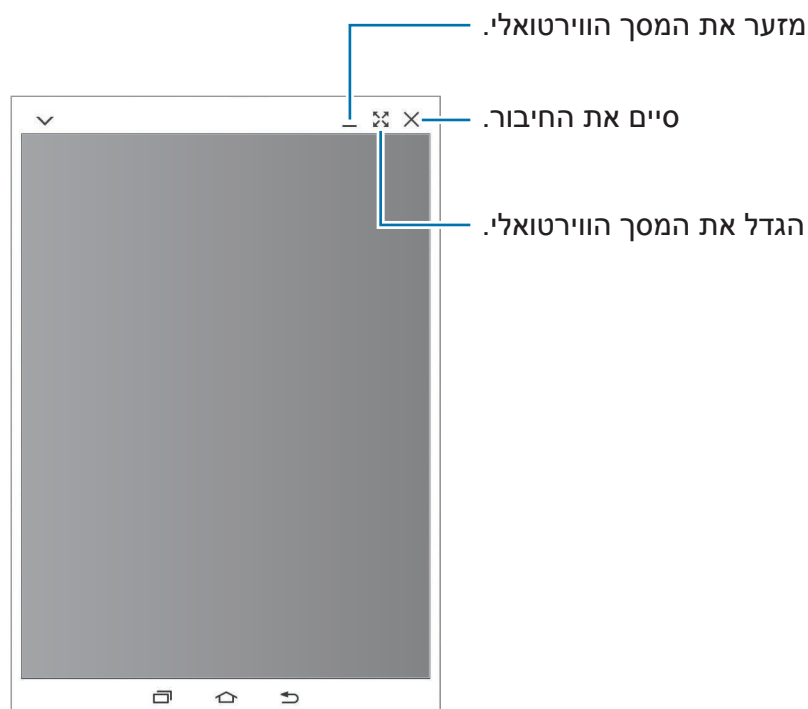 מזער את המסך הווירטואלי.
סיים את החיבור.
הגדל את המסך הווירטואלי.